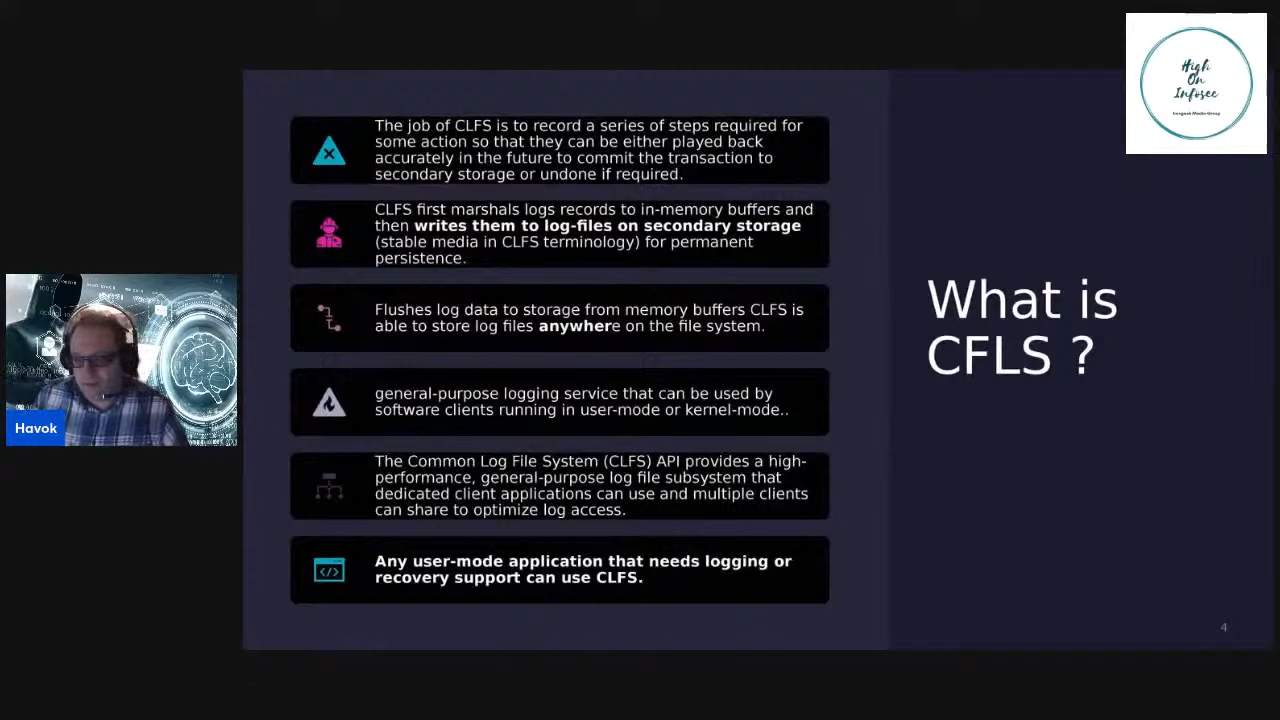 High
On
Infosec
The job of CLFS is to record a series of steps required for
some action so that they can be either played back
accurately in the future to commit the transaction to
secondary storage or undone if required.
CLFS first marshals logs records to in-memory buffers and
then writes them to log-files on secondary storage
(stable media in CLFS terminology) for permanent
persistence.
Flushes log data to storage from memory buffers CLFS is
able to store log files anywhere on the file system.
general-purpose logging service that can be used by
software clients running in user-mode or kernel-mode..
The Common Log File System (CLFS) API provides a high-
performance, general-purpose log file subsystem that
dedicated client applications can use and multiple clients
can share to optimize log access.
Any user-mode application that needs logging or
recovery support can use CLFS.
What is
CFLS ?
Havok
4